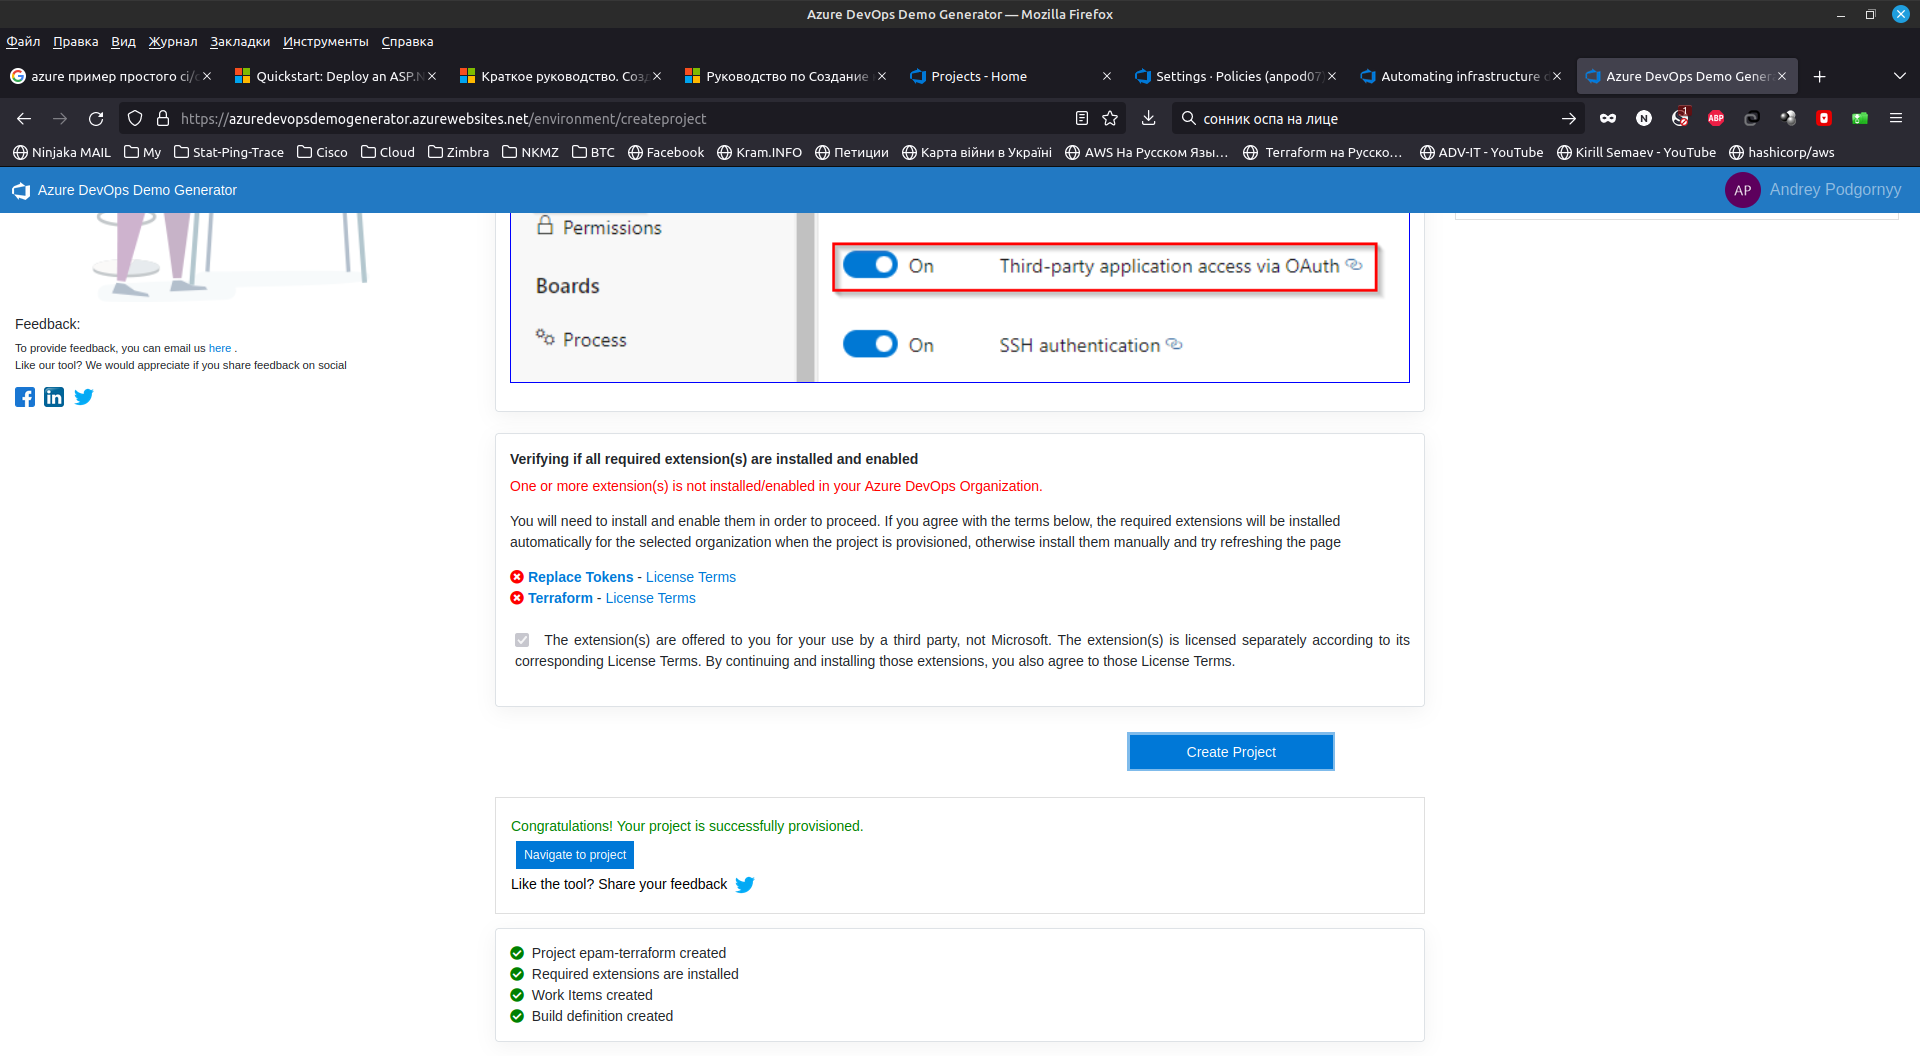 Azure DevOps Demo Generator — Mozilla Firefox
Файл Правка Вид Журнал Закладки Инструменты Справка
azure пример простого ci/
Quickstart: Deploy an ASP.N
Краткое руководство. Соз
Руководство по Создание
Projects - Home
Settings · Policies (anpod07)
Automating infrastructure d
Azure DevOps Demo Gener
https://azuredevopsdemogenerator.azurewebsites.net/environment/createproject
сонник оспа на лице
1
N
ABP
Ninjaka MAIL My Stat-Ping-Trace Cisco Cloud Zimbra NKMZ BTC Facebook Kram.INFO Петиции Карта війни в Україні AWS На Русском Язы… Terraform на Русско… ADV-IT - YouTube Kirill Semaev - YouTube hashicorp/aws
Azure DevOps Demo Generator
AP Andrey Podgornyy
Permissions
On Third-party application access via OAuth
Boards
Process
On SSH authentication
Feedback:
To provide feedback, you can email us here .
Like our tool? We would appreciate if you share feedback on social
Verifying if all required extension(s) are installed and enabled
One or more extension(s) is not installed/enabled in your Azure DevOps Organization.
You will need to install and enable them in order to proceed. If you agree with the terms below, the required extensions will be installed
automatically for the selected organization when the project is provisioned, otherwise install them manually and try refreshing the page
Replace Tokens - License Terms
Terraform - License Terms
The extension(s) are offered to you for your use by a third party, not Microsoft. The extension(s) is licensed separately according to its
corresponding License Terms. By continuing and installing those extensions, you also agree to those License Terms.
Create Project
Congratulations! Your project is successfully provisioned.
Navigate to project
Like the tool? Share your feedback
Project epam-terraform created
Required extensions are installed
Work Items created
Build definition created